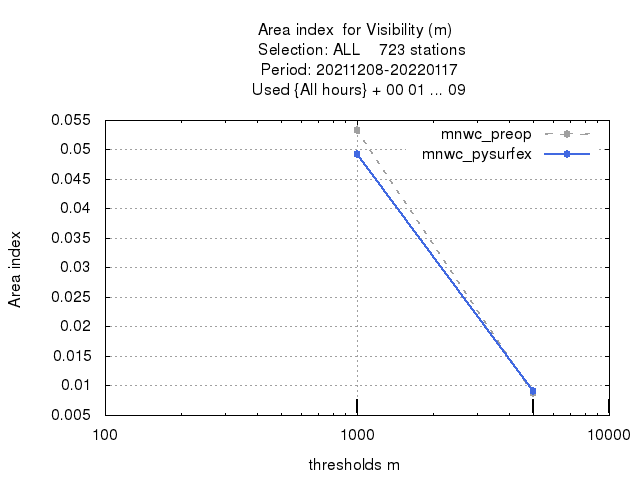 Area index  for Visibility (m)
Selection: ALL    723 stations
Period: 20211208-20220117
Used {All hours} + 00 01 ... 09
0.055
0.05
0.045
0.04
0.035
0.03
0.025
0.02
0.015
0.01
0.005
mnwc_preop
mnwc_pysurfex
Area index
100
1000
10000
thresholds m